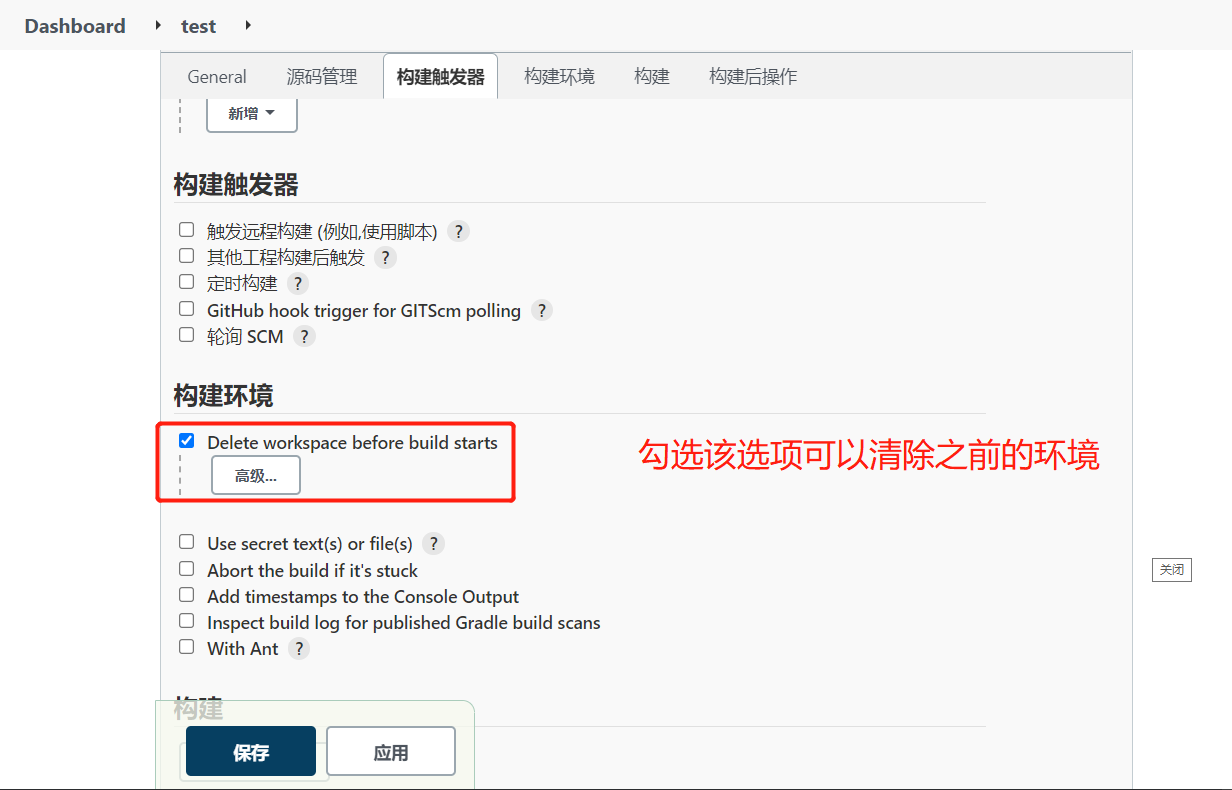 Dashboard test
General 源码管理 构建触发器 构建环境 构建 构建后操作
新增
构建触发器
触发远程构建 (例如,使用脚本) ?
其他工程构建后触发 ?
定时构建 ?
GitHub hook trigger for GITScm polling ?
轮询 SCM ?
构建环境
Delete workspace before build starts
高级...
勾选该选项可以清除之前的环境
Use secret text(s) or file(s) ?
Abort the build if it's stuck
关闭
Add timestamps to the Console Output
Inspect build log for published Gradle build scans
With Ant ?
构建
保存 应用